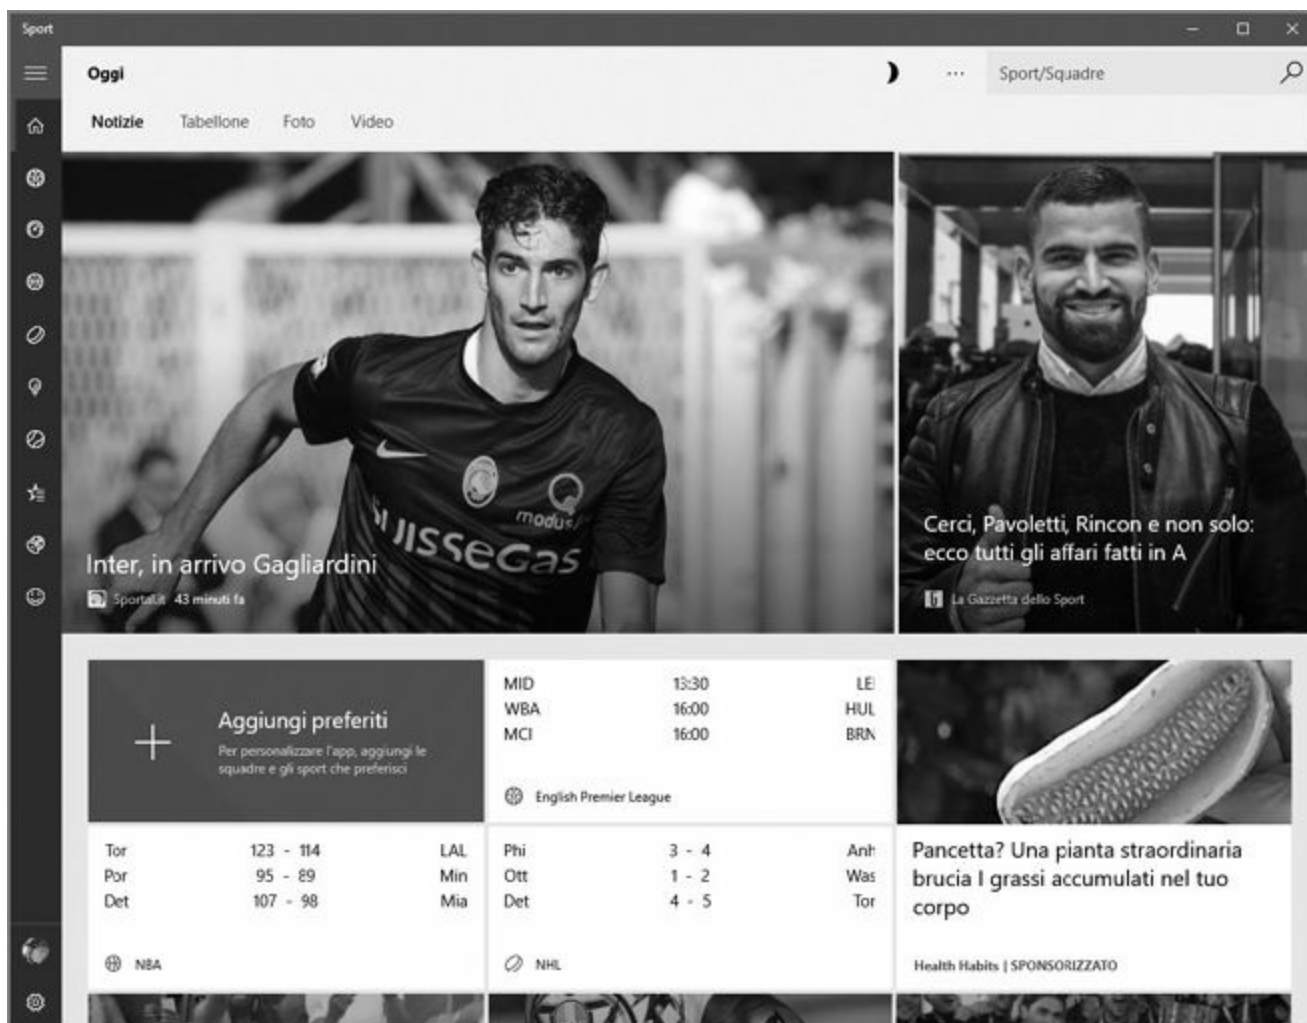 Sport
Oggi
Sport/Squadre
Notizie Tabellone Foto Video
modus
SUISSEGAS
Inter, in arrivo Gagliardini
Sportal.it 43 minuti fa
Cerci, Pavoletti, Rincon e non solo:
ecco tutti gli affari fatti in A
La Gazzetta dello Sport
Aggiungi preferiti
Per personalizzare l'app, aggiungi le
squadre e gli sport che preferisci
MID 13:30 LE
WBA 16:00 HUL
MCI 16:00 BRN
English Premier League
Tor 123 - 114 LAL
Por 95 - 89 Min
Det 107 - 98 Mia
NBA
Phi 3 - 4 Anh
Ott 1 - 2 Was
Det 4 - 5 Tor
NHL
Pancetta? Una pianta straordinaria
brucia I grassi accumulati nel tuo
corpo
Health Habits | SPONSORIZZATO